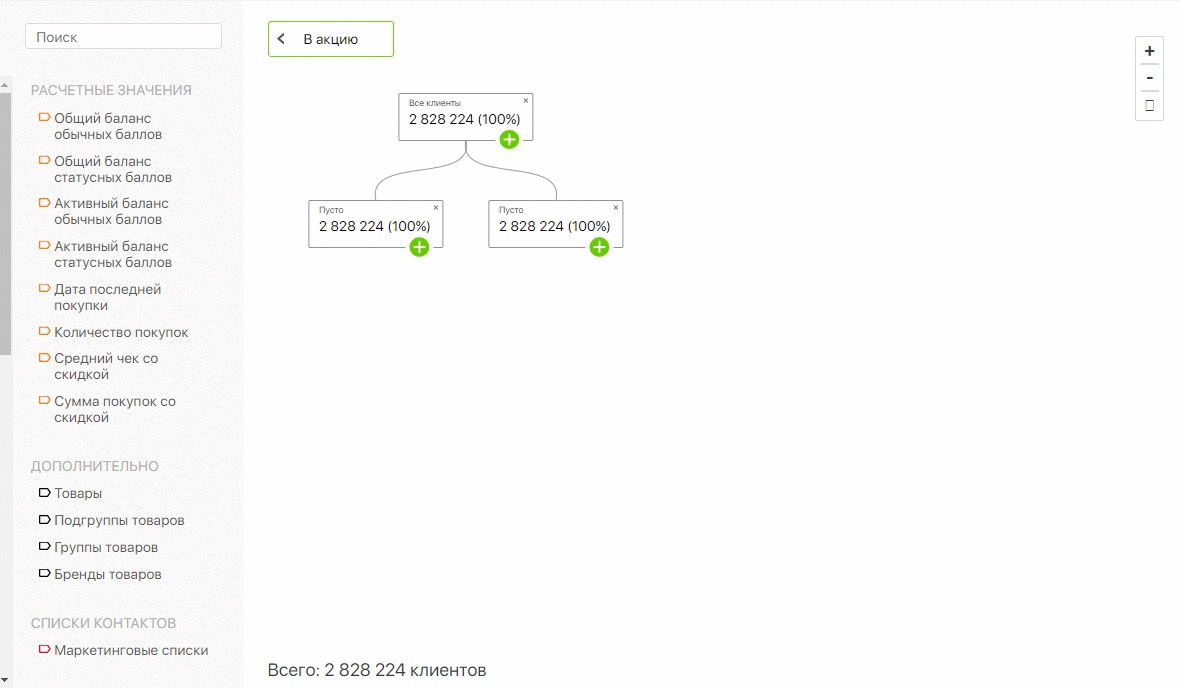 Поиск
РАСЧЕТНЫЕ ЗНАЧЕНИЯ
Общий баланс
обычных баллов
Общий баланс
статусных баллов
Активный баланс
обычных баллов
Активный баланс
статусных баллов
Дата последней
покупки
Количество покупок
Средний чек со
скидкой
Сумма покупок со
скидкой
ДОПОЛНИТЕЛЬНО
Товары
Подгруппы товаров
Группы товаров
Бренды товаров
СПИСКИ КОНТАКТОВ
Маркетинговые списки
В акцию
Все клиенты
2 828 224 (100%)
Пусто
2 828 224 (100%)
Пусто
2 828 224 (100%)
Всего: 2 828 224 клиентов